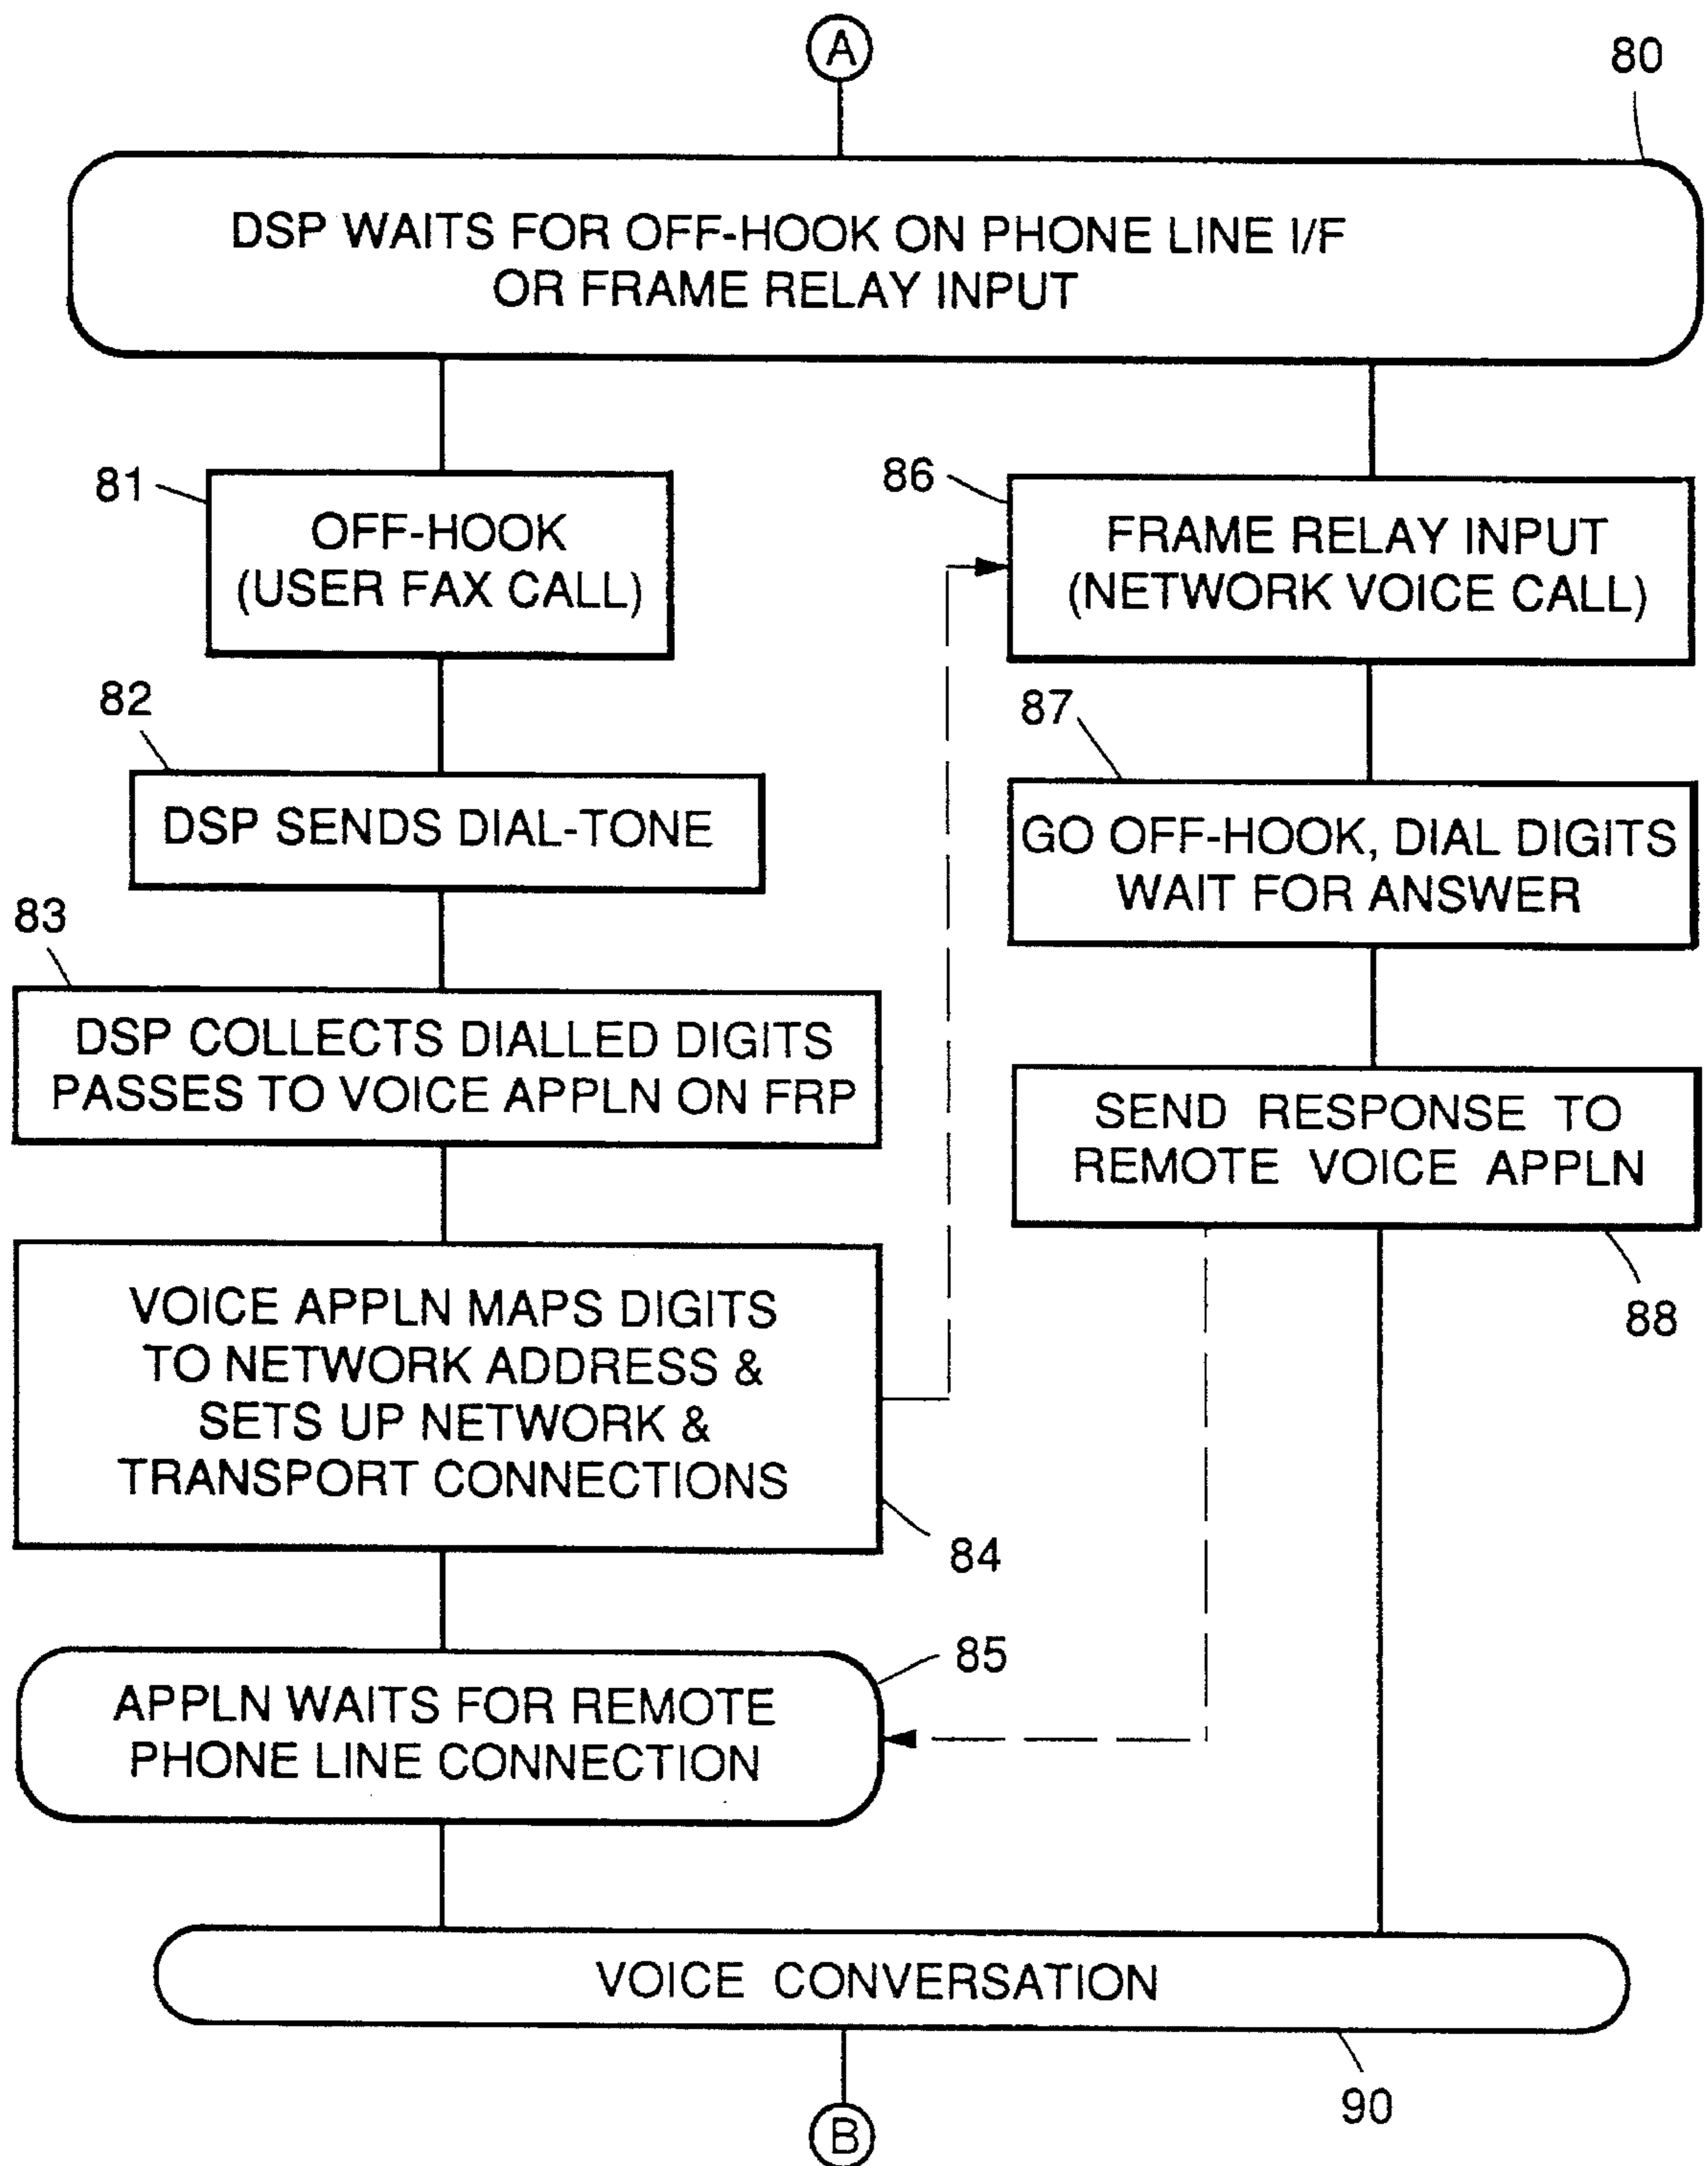 A
80
DSP WAITS FOR OFF-HOOK ON PHONE LINE I/F
OR FRAME RELAY INPUT
81
OFF-HOOK
(USER FAX CALL)
82
DSP SENDS DIAL-TONE
83
DSP COLLECTS DIALLED DIGITS
PASSES TO VOICE APPLN ON FRP
VOICE APPLN MAPS DIGITS
TO NETWORK ADDRESS &
SETS UP NETWORK &
TRANSPORT CONNECTIONS
84
85
APPLN WAITS FOR REMOTE
PHONE LINE CONNECTION
86
FRAME RELAY INPUT
(NETWORK VOICE CALL)
87
GO OFF-HOOK, DIAL DIGITS
WAIT FOR ANSWER
SEND RESPONSE TO
REMOTE VOICE APPLN
88
VOICE CONVERSATION
90
B